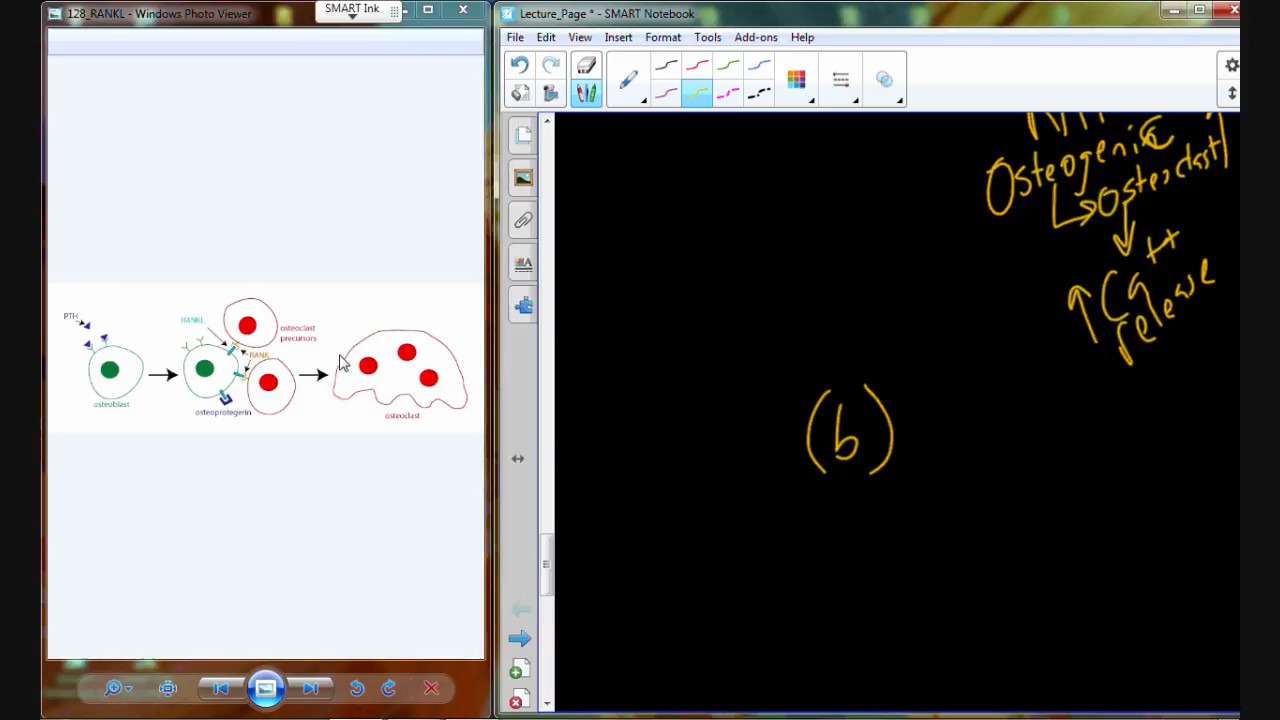 128_RANKL - Windows Photo Viewer
SMART Ink
PTH
osteoblast
RANKL
RANK
osteoprotegerin
osteoclast
precursors
osteoclast
Lecture_Page * - SMART Notebook
File Edit View Insert Format Tools Add-ons Help
Osteogenic
Osteoclast
↑ Ca++
release
(b)